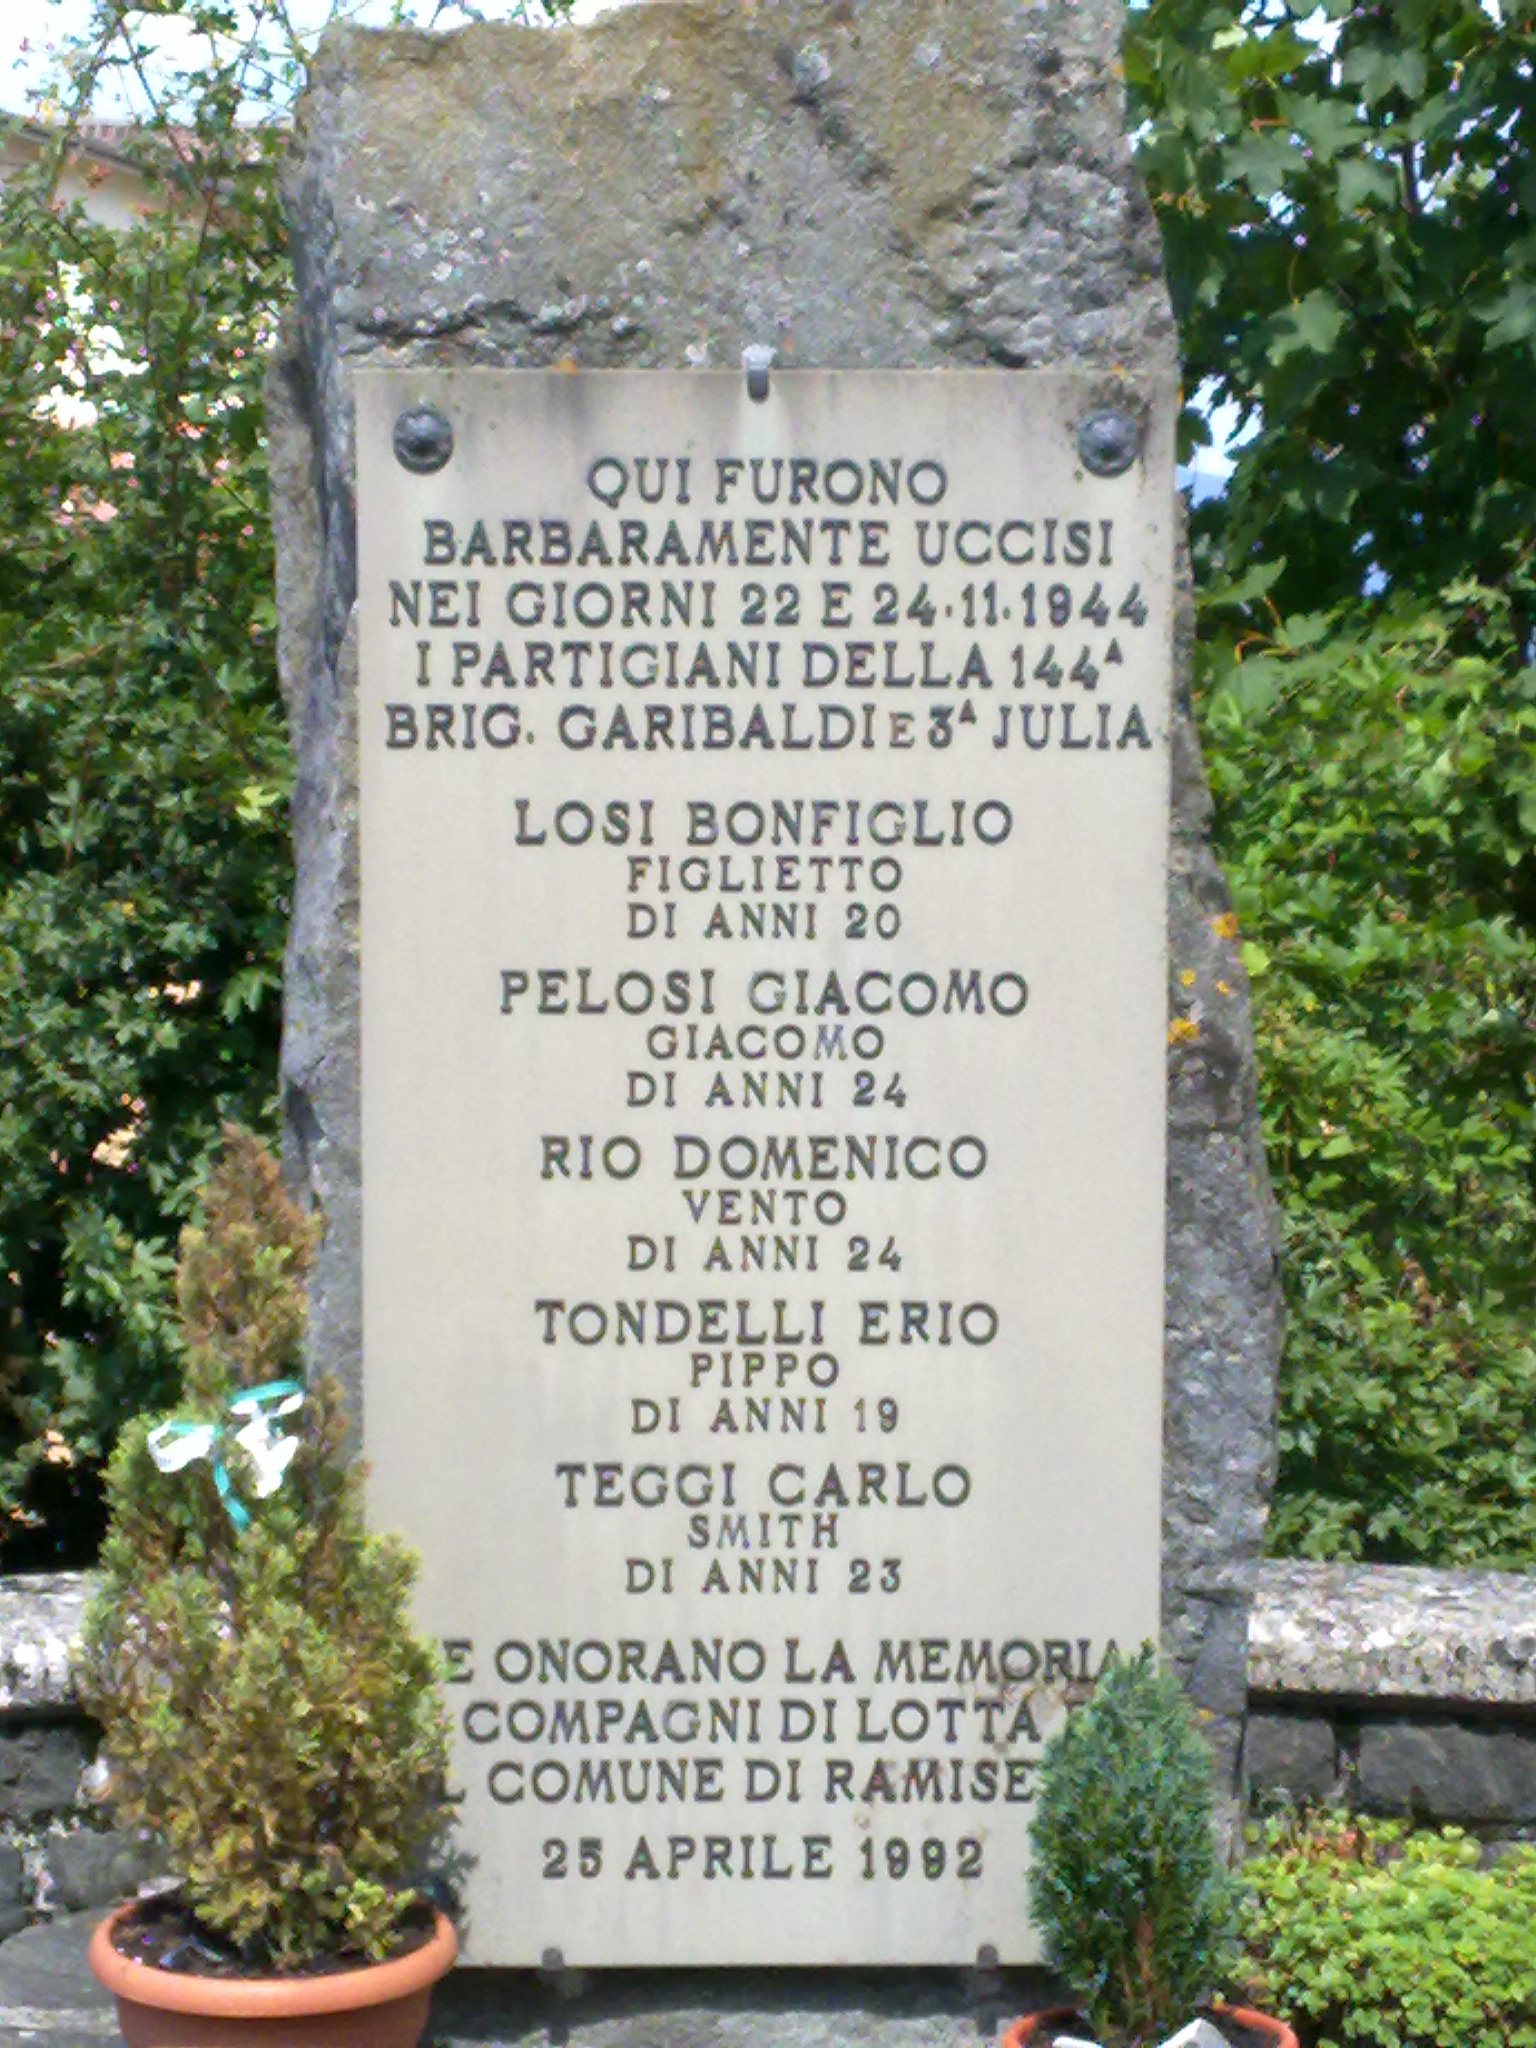 QUI FURONO
BARBARAMENTE UCCISI
NEI GIORNI 22 E 24·11·1944
I PARTIGIANI DELLA 144ᴬ
BRIG. GARIBALDI E 3ᴬ JULIA
LOSI BONFIGLIO
FIGLIETTO
DI ANNI 20
PELOSI GIACOMO
GIACOMO
DI ANNI 24
RIO DOMENICO
VENTO
DI ANNI 24
TONDELLI ERIO
PIPPO
DI ANNI 19
TEGGI CARLO
SMITH
DI ANNI 23
ONORANO LA MEMORIA
COMPAGNI DI LOTTA
COMUNE DI
25 APRILE 1992